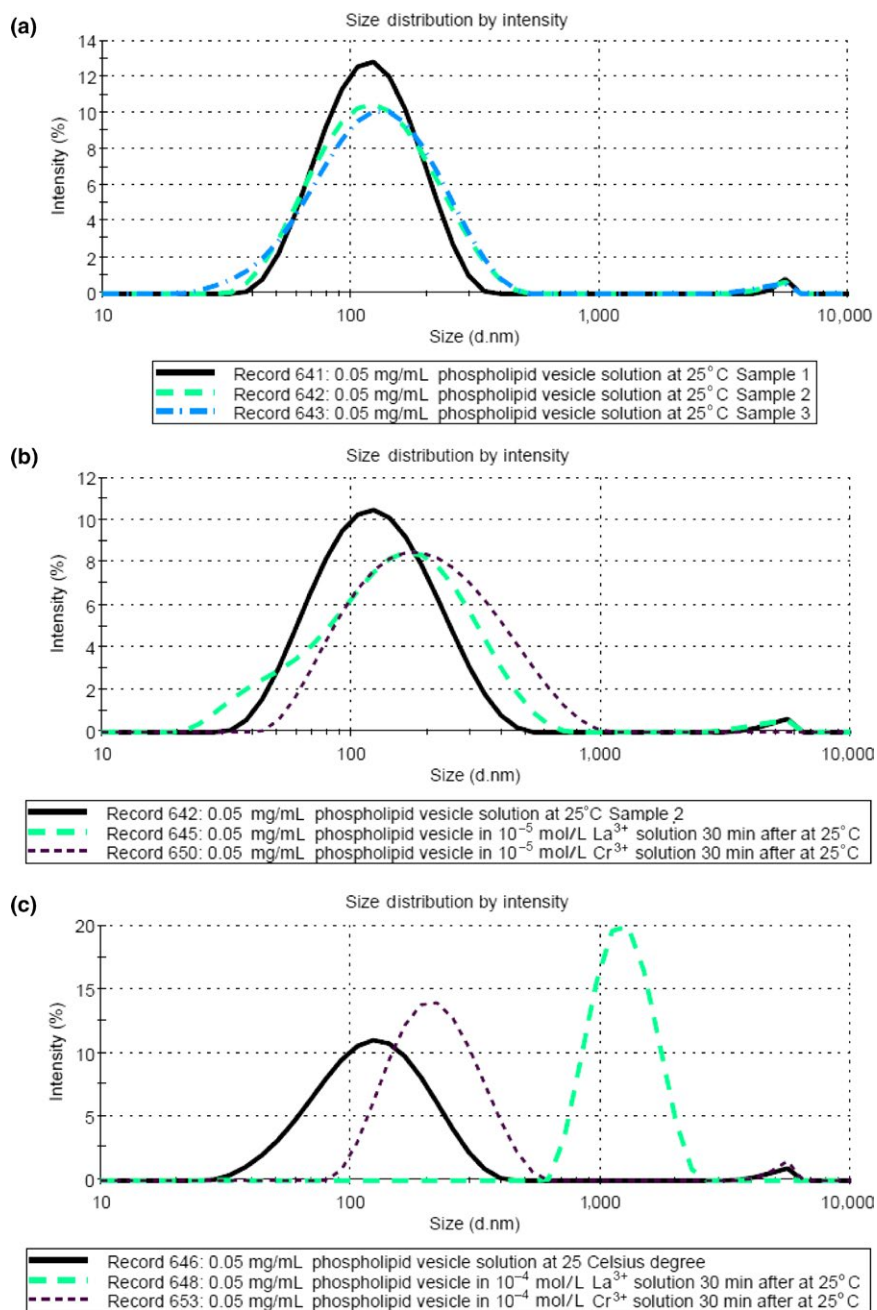 (a)
Size distribution by intensity
14
12
10
8
6
4
2
0
Intensity (%)
10
100
1,000
10,000
Size (d.nm)
Record 641: 0.05 mg/mL phospholipid vesicle solution at 25°C Sample 1
Record 642: 0.05 mg/mL phospholipid vesicle solution at 25°C Sample 2
Record 643: 0.05 mg/mL phospholipid vesicle solution at 25°C Sample 3
(b)
Size distribution by intensity
12
10
8
6
4
2
0
Intensity (%)
10
100
1,000
10,000
Size (d.nm)
Record 642: 0.05 mg/mL phospholipid vesicle solution at 25°C Sample 2
Record 645: 0.05 mg/mL phospholipid vesicle in 10⁻⁵ mol/L La³⁺ solution 30 min after at 25°C
Record 650: 0.05 mg/mL phospholipid vesicle in 10⁻⁵ mol/L Cr³⁺ solution 30 min after at 25°C
(c)
Size distribution by intensity
20
15
10
5
0
Intensity (%)
10
100
1,000
10,000
Size (d.nm)
Record 646: 0.05 mg/mL phospholipid vesicle solution at 25 Celsius degree
Record 648: 0.05 mg/mL phospholipid vesicle in 10⁻⁴ mol/L La³⁺ solution 30 min after at 25°C
Record 653: 0.05 mg/mL phospholipid vesicle in 10⁻⁴ mol/L Cr³⁺ solution 30 min after at 25°C